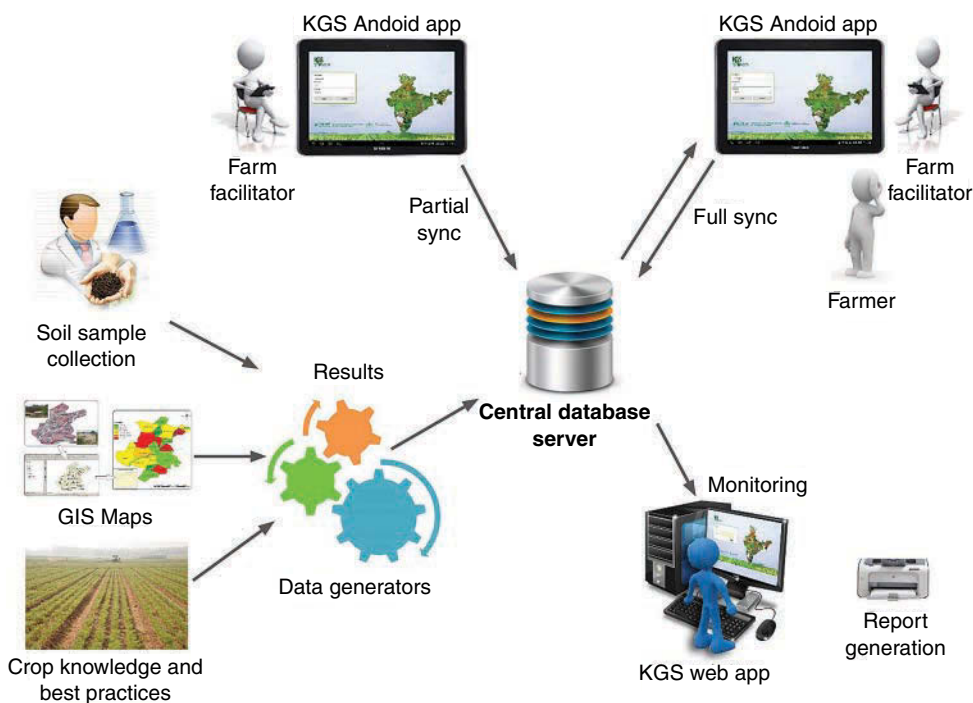 KGS Andoid app
KGS Andoid app
KGS
Farm
facilitator
Partial
sync
Full sync
Farm
facilitator
Farmer
Soil sample
collection
Results
Central database
server
GIS Maps
Monitoring
Data generators
Report
generation
Crop knowledge and
best practices
KGS web app